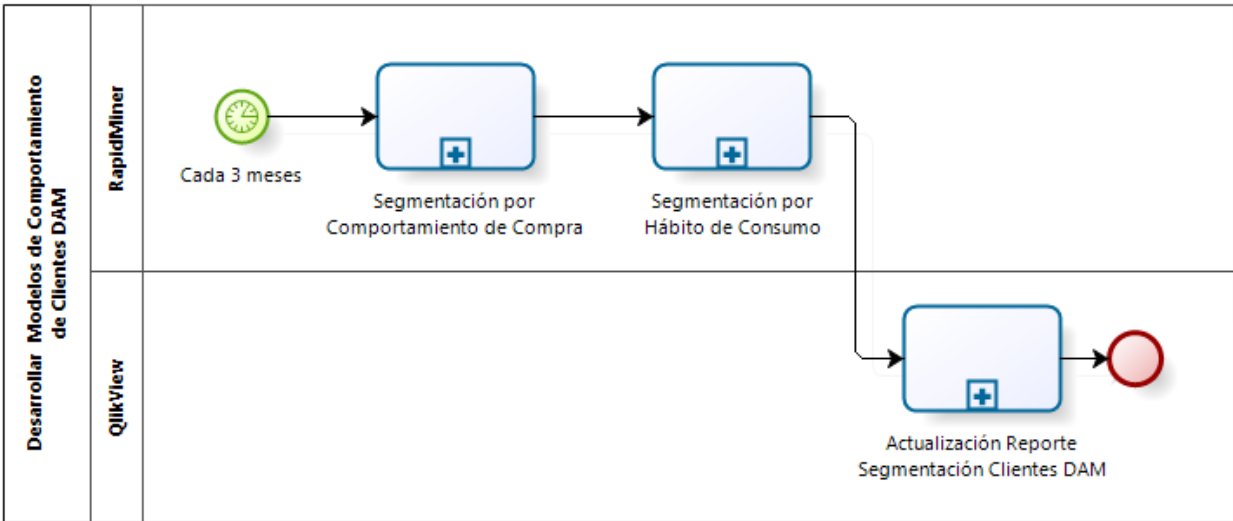 Desarrollar Modelos de Comportamiento
de Clientes DAM
RapidMiner
Cada 3 meses
Segmentación por
Comportamiento de Compra
Segmentación por
Hábito de Consumo
QlikView
Actualización Reporte
Segmentación Clientes DAM